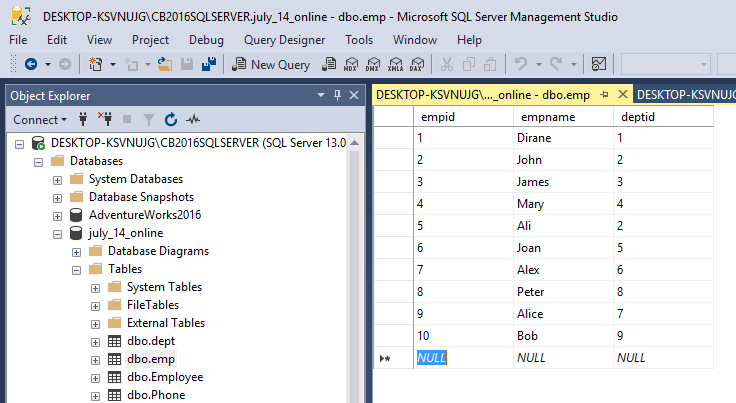 DESKTOP-KSVNUJG\CB2016SQLSERVER.july_14_online - dbo.emp - Microsoft SQL Server Management Studio
File Edit View Debug Query Designer Tools Window Help
New Query MDX DMX XMLA DAX
Object Explorer
Connect
DESKTOP-KSVNUJG\CB2016SQLSERVER (SQL Server 13.0
Databases
System Databases
Database Snapshots
AdventureWorks2016
july_14_online
Database Diagrams
Tables
System Tables
FileTables
External Tables
dbo.dept
dbo.emp
dbo.Employee
dbo.Phone
DESKTOP-KSVNUJG\..._online - dbo.emp DESKTOP-KSVNUJG
empid empname deptid
1 Dirane 1
2 John 2
3 James 3
4 Mary 4
5 Ali 2
6 Joan 5
7 Alex 6
8 Peter 8
9 Alice 7
10 Bob 9
NULL NULL NULL